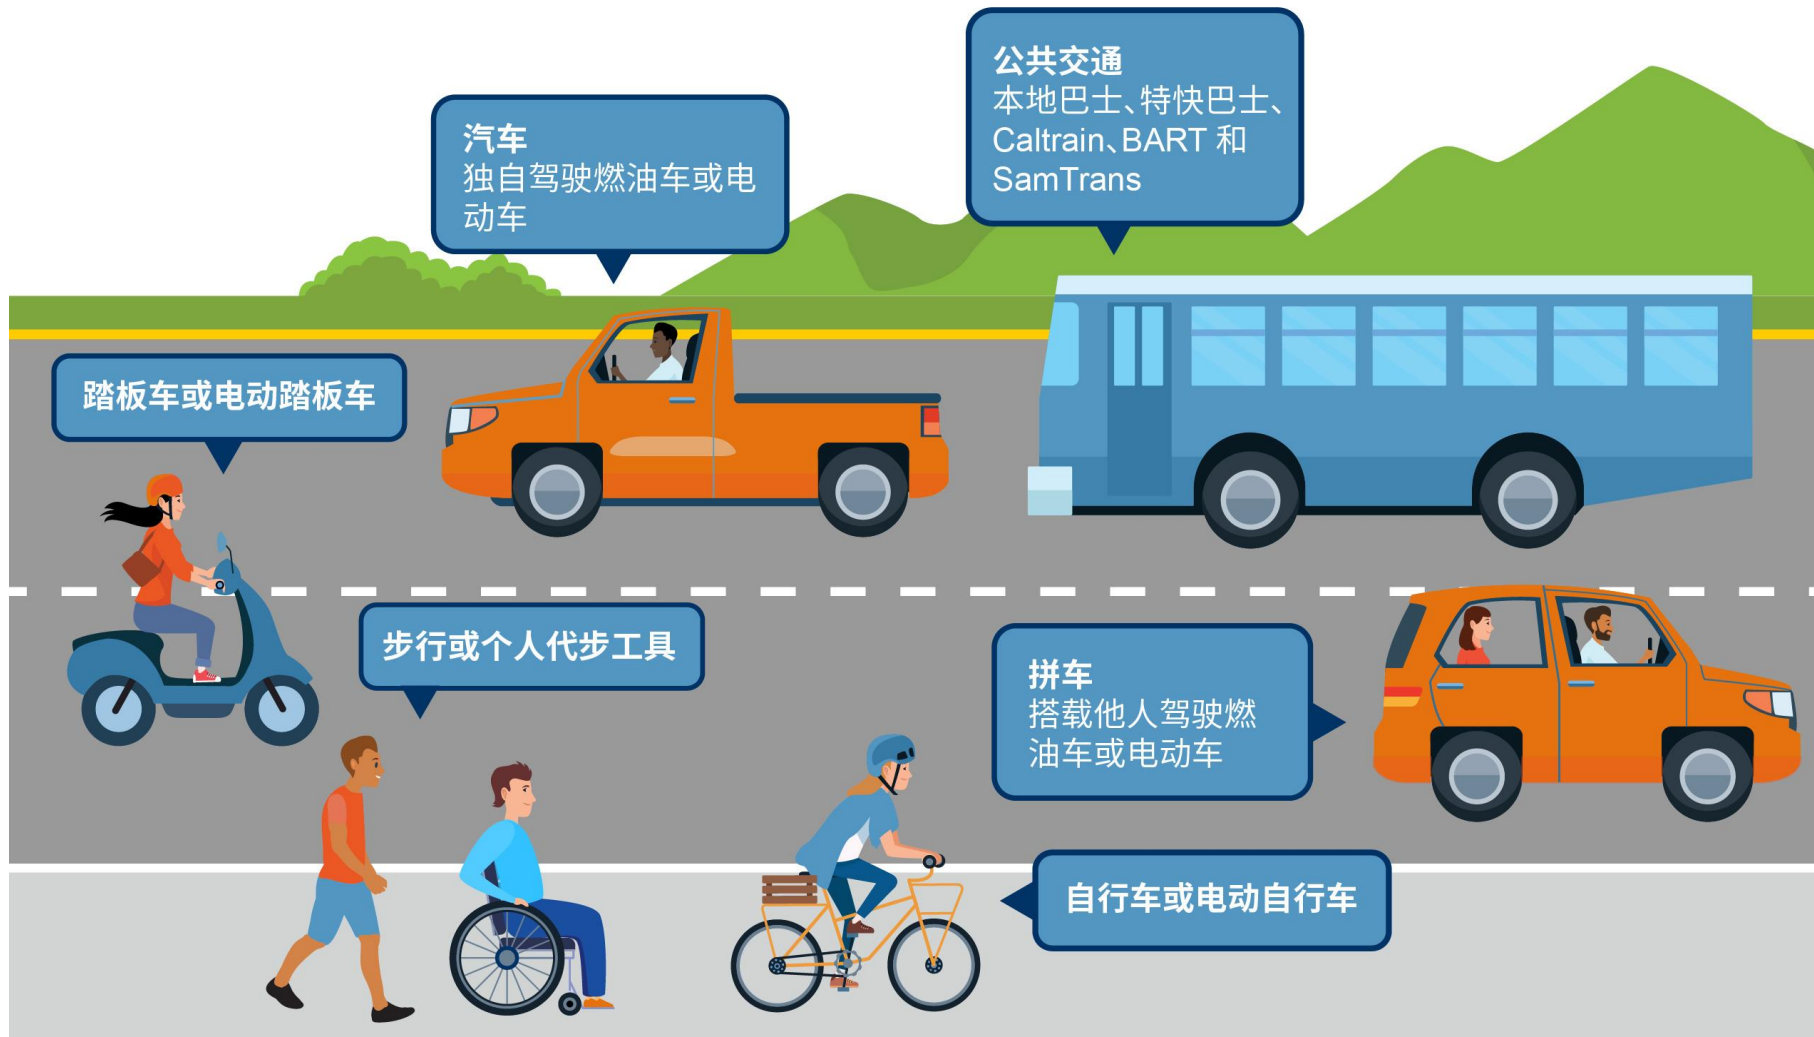 公共交通
本地巴士、特快巴士、
Caltrain、BART 和
SamTrans
汽车
独自驾驶燃油车或电
动车
踏板车或电动踏板车
步行或个人代步工具
拼车
搭载他人驾驶燃
油车或电动车
自行车或电动自行车